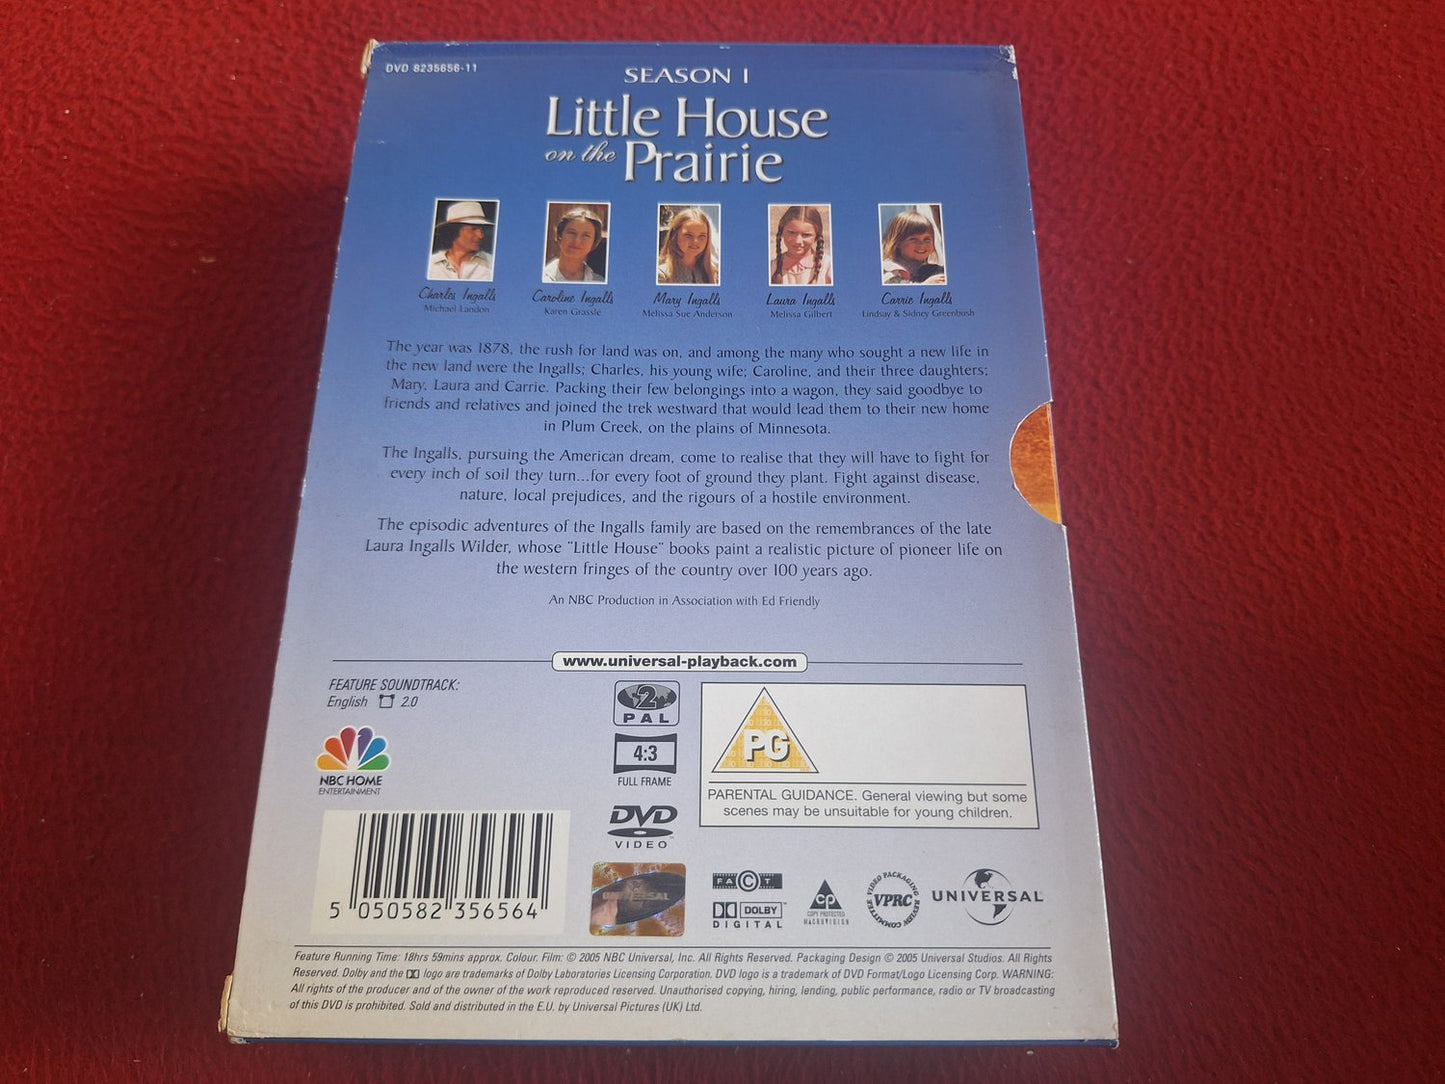 DVD 8235656-11
SEASON 1
Little House
on the Prairie
Charles Ingalls
Michael Landon
Caroline Ingalls
Karen Grassle
Mary Ingalls
Melissa Sue Anderson
Laura Ingalls
Melissa Gilbert
Carrie Ingalls
Lindsay & Sidney Greenbush
The year was 1878, the rush for land was on, and among the many who sought a new life in
the new land were the Ingalls; Charles, his young wife; Caroline, and their three daughters;
Mary, Laura and Carrie. Packing their few belongings into a wagon, they said goodbye to
friends and relatives and joined the trek westward that would lead them to their new home
in Plum Creek, on the plains of Minnesota.
The Ingalls, pursuing the American dream, come to realise that they will have to fight for
every inch of soil they turn...for every foot of ground they plant. Fight against disease,
nature, local prejudices, and the rigours of a hostile environment.
The episodic adventures of the Ingalls family are based on the remembrances of the late
Laura Ingalls Wilder, whose "Little House" books paint a realistic picture of pioneer life on
the western fringes of the country over 100 years ago.
An NBC Production in Association with Ed Friendly
www.universal-playback.com
FEATURE SOUNDTRACK:
English 2.0
NBC HOME
ENTERTAINMENT
2
PAL
4:3
FULL FRAME
DVD
VIDEO
PG
PARENTAL GUIDANCE. General viewing but some
scenes may be unsuitable for young children.
5 050582 356564
UNIVERSAL
FACT
DOLBY
DIGITAL
CP
COPY PROTECTED
MACROVISION
VIDEO PACKAGING
VPRC
REVIEW COMMITTEE
UNIVERSAL
Feature Running Time: 18hrs 59mins approx. Colour. Film: © 2005 NBC Universal, Inc. All Rights Reserved. Packaging Design © 2005 Universal Studios. All Rights
Reserved. Dolby and the logo are trademarks of Dolby Laboratories Licensing Corporation. DVD logo is a trademark of DVD Format/Logo Licensing Corp. WARNING:
All rights of the producer and of the owner of the work reproduced reserved. Unauthorised copying, hiring, lending, public performance, radio or TV broadcasting
of this DVD is prohibited. Sold and distributed in the E.U. by Universal Pictures (UK) Ltd.